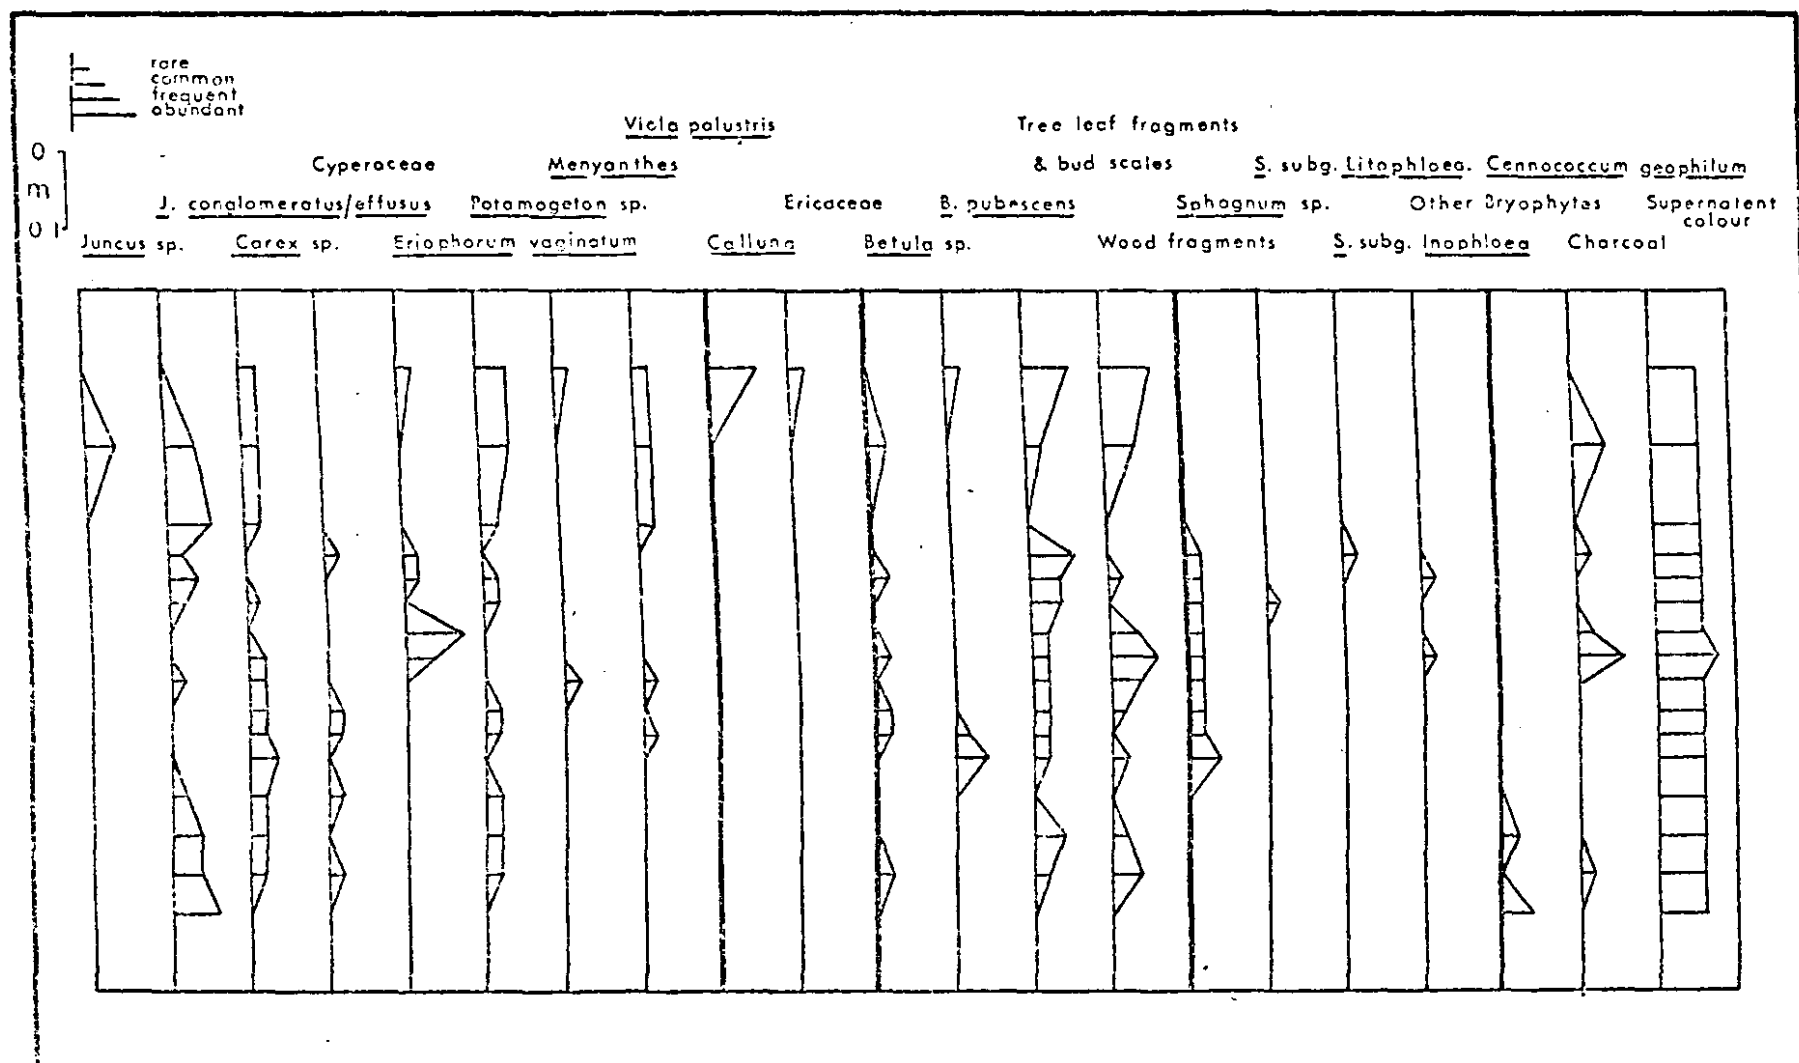 rare
common
frequent
abundant
0
m
01
Viola palustris
Tree leaf fragments
Cyperaceae
Menyanthes
& bud scales
S. subg. Litophloea.
Cennococcum geophilum
J. conglomeratus/effusus
Potamogeton sp.
Ericaceae
B. pubescens
Sphagnum sp.
Other Bryophytes
Supernatent
colour
Juncus sp.
Carex sp.
Eriophorum vaginatum
Calluna
Betula sp.
Wood fragments
S. subg. Inophloea
Charcoal